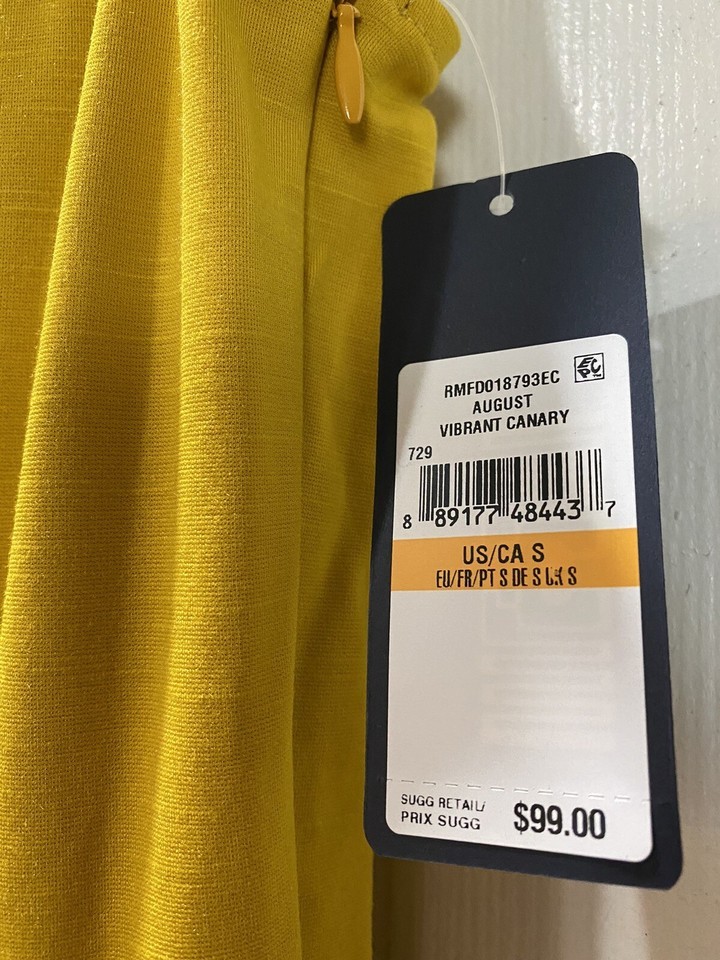 RMFD018793EC
EPC™
AUGUST
VIBRANT CANARY
729
8 89177 48443 7
US/CA S
EU/FR/PT S DE S UK S
SUGG RETAIL/
PRIX SUGG $99.00